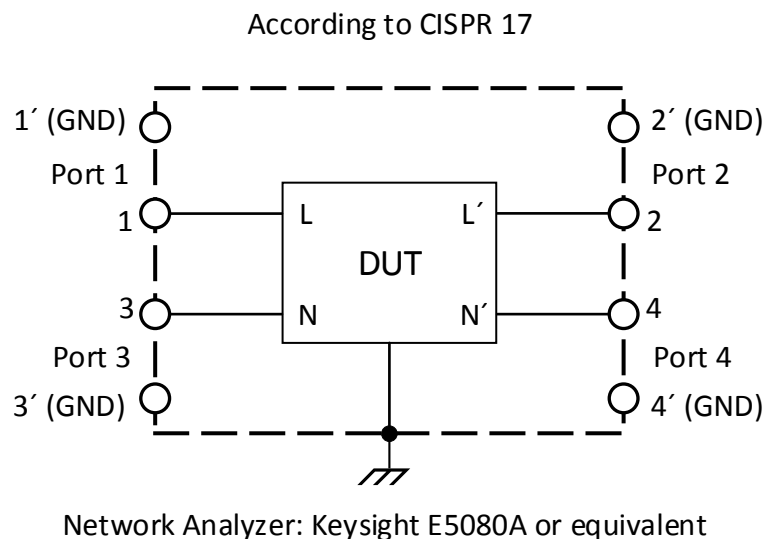 According to CISPR 17
1´ (GND)
2´ (GND)
Port 1
Port 2
1
L
L´
2
DUT
3
N
N´
4
Port 3
Port 4
3´ (GND)
4´ (GND)
Network Analyzer: Keysight E5080A or equivalent